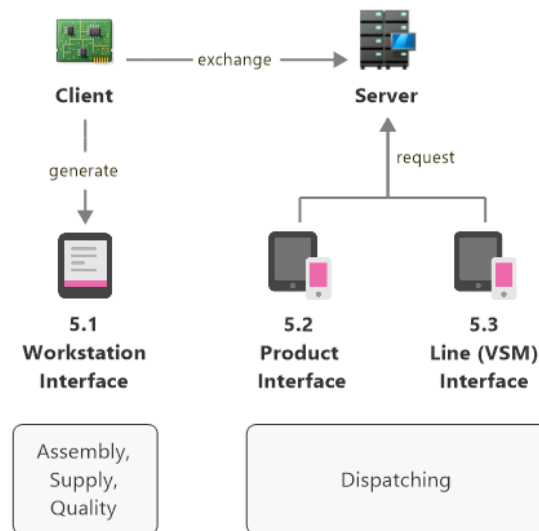 exchange
Client
Server
generate
request
5.1
Workstation
Interface
5.2
Product
Interface
5.3
Line (VSM)
Interface
Assembly,
Supply,
Quality
Dispatching